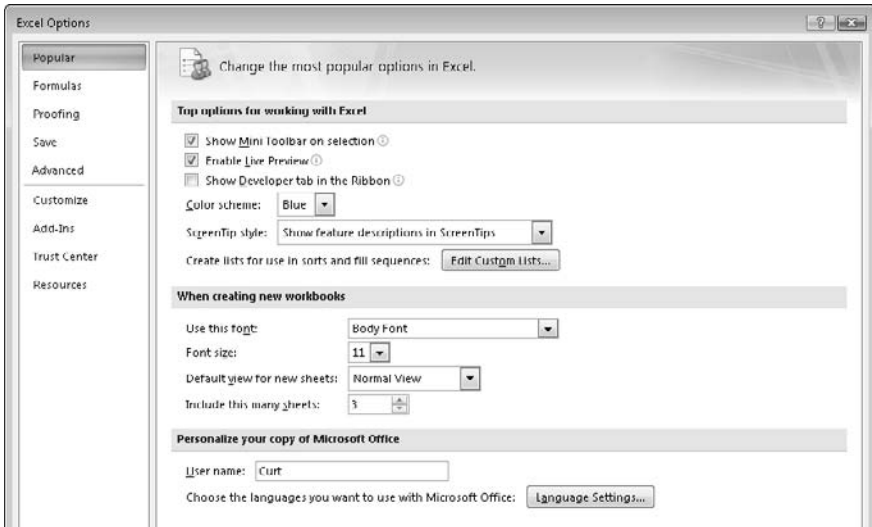 Excel Options
Popular
Formulas
Proofing
Save
Advanced
Customize
Add-Ins
Trust Center
Resources
Change the most popular options in Excel.
Top options for working with Excel
Show Mini Toolbar on selection
Enable Live Preview
Show Developer tab in the Ribbon
Color scheme: Blue
ScreenTip style: Show feature descriptions in ScreenTips
Create lists for use in sorts and fill sequences: Edit Custom Lists...
When creating new workbooks
Use this font: Body Font
Font size: 11
Default view for new sheets: Normal View
Include this many sheets: 3
Personalize your copy of Microsoft Office
User name: Curt
Choose the languages you want to use with Microsoft Office: Language Settings...